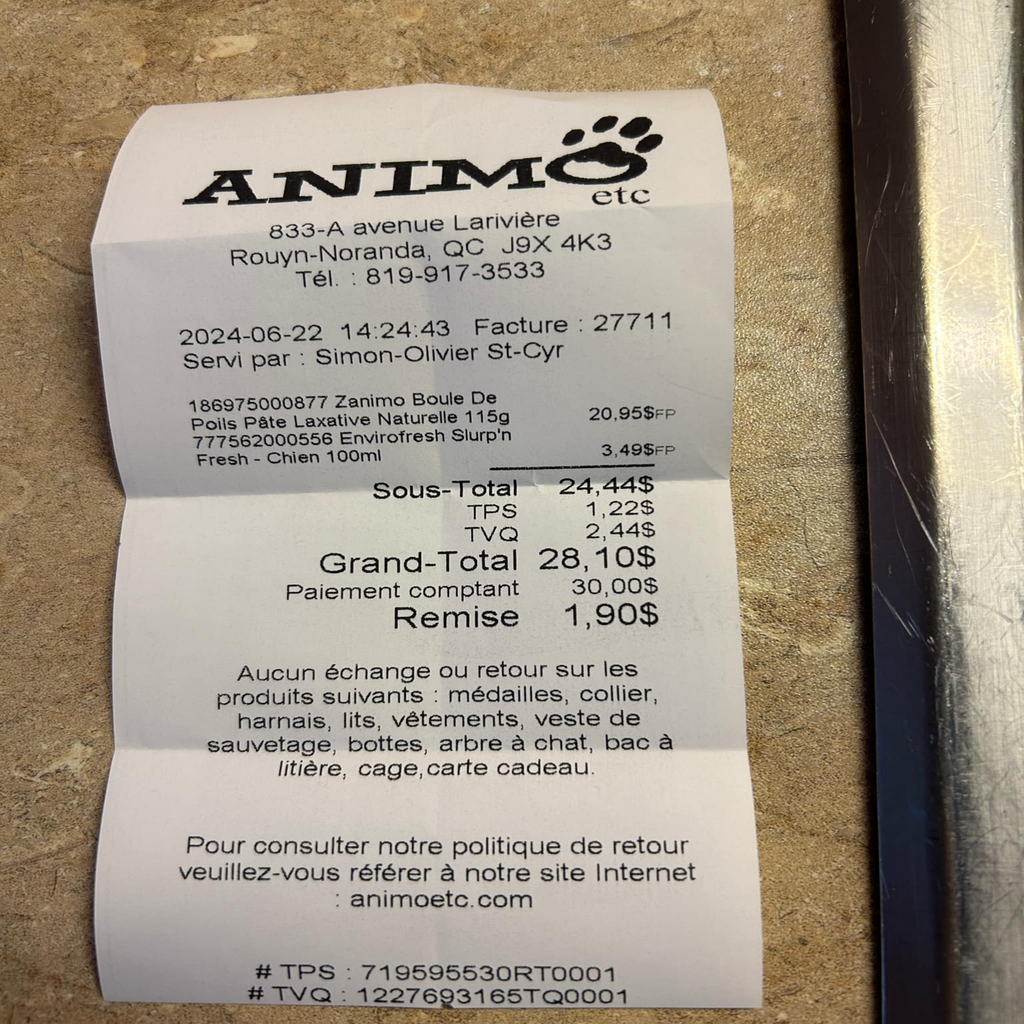 ANIMO
etc
833-A avenue Larivière
Rouyn-Noranda, QC J9X 4K3
Tél. : 819-917-3533
2024-06-22 14:24:43 Facture : 27711
Servi par : Simon-Olivier St-Cyr
186975000877 Zanimo Boule De
Poils Pâte Laxative Naturelle 115g 20,95$FP
777562000556 Envirofresh Slurp'n
Fresh - Chien 100ml 3,49$FP
Sous-Total 24,44$
TPS 1,22$
TVQ 2,44$
Grand-Total 28,10$
Paiement comptant 30,00$
Remise 1,90$
Aucun échange ou retour sur les
produits suivants : médailles, collier,
harnais, lits, vêtements, veste de
sauvetage, bottes, arbre à chat, bac à
litière, cage,carte cadeau.
Pour consulter notre politique de retour
veuillez-vous référer à notre site Internet
: animoetc.com
# TPS : 719595530RT0001
# TVQ : 1227693165TQ0001